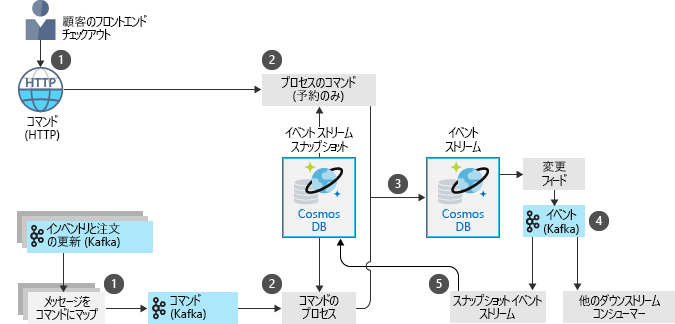 顧客のフロントエンド
チェックアウト
1
HTTP
コマンド
(HTTP)
2
プロセスのコマンド
(予約のみ)
イベント ストリーム
スナップショット
Cosmos
DB
3
イベント
ストリーム
Cosmos
DB
変更
フィード
イベント
(Kafka)
4
インベントリと注文
の更新 (Kafka)
メッセージを
コマンドにマップ
1
コマンド
(Kafka)
2
コマンドの
プロセス
5
スナップショット イベント
ストリーム
他のダウンストリーム
コンシューマー